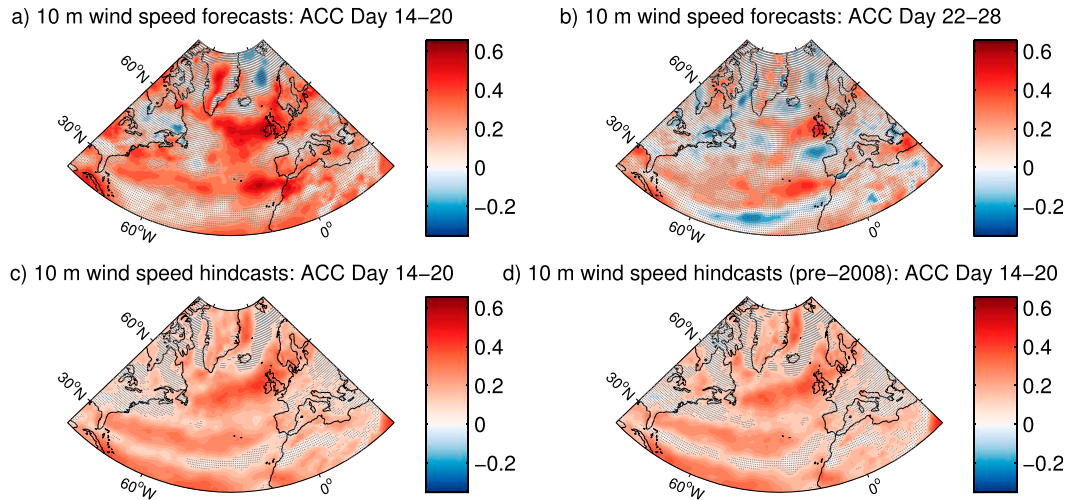 a) 10 m wind speed forecasts: ACC Day 14−20
60°N
30°N
60°W
0°
0.6
0.4
0.2
0
−0.2
b) 10 m wind speed forecasts: ACC Day 22−28
60°N
30°N
60°W
0°
0.6
0.4
0.2
0
−0.2
c) 10 m wind speed hindcasts: ACC Day 14−20
60°N
30°N
60°W
0°
0.6
0.4
0.2
0
−0.2
d) 10 m wind speed hindcasts (pre−2008): ACC Day 14−20
60°N
30°N
60°W
0°
0.6
0.4
0.2
0
−0.2